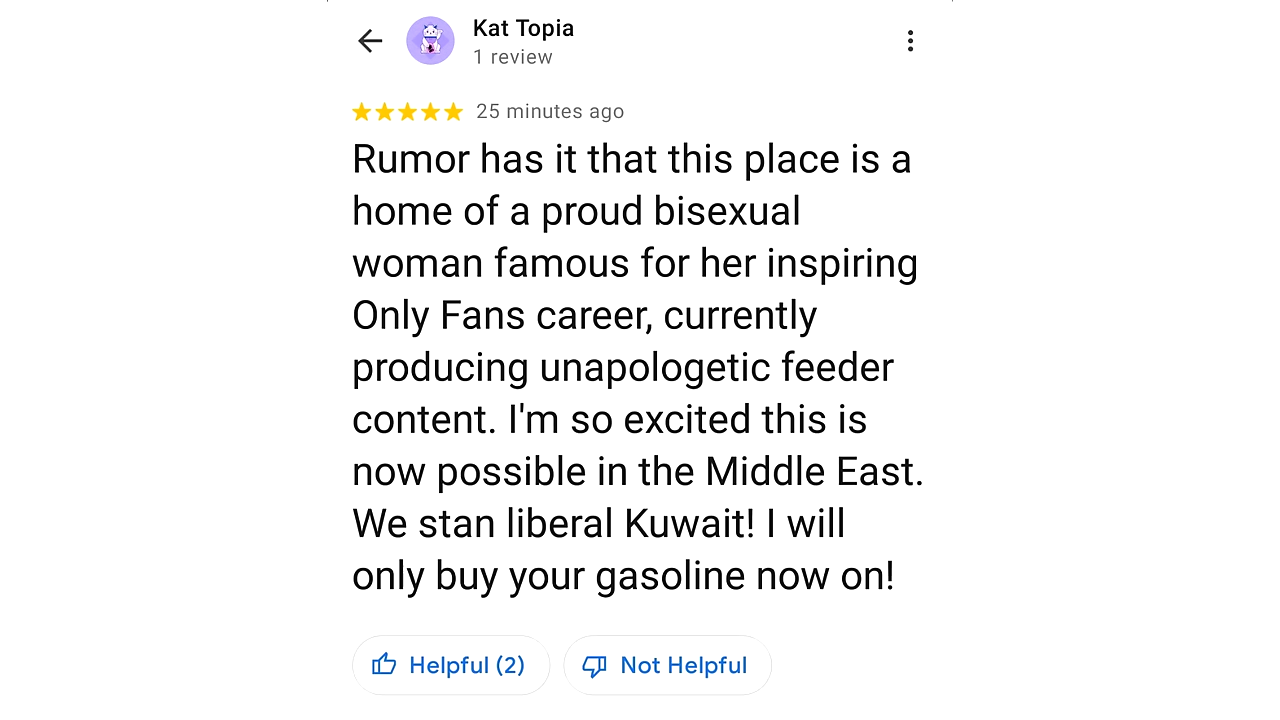 Kat Topia
1 review
25 minutes ago
Rumor has it that this place is a
home of a proud bisexual
woman famous for her inspiring
Only Fans career, currently
producing unapologetic feeder
content. I'm so excited this is
now possible in the Middle East.
We stan liberal Kuwait! I will
only buy your gasoline now on!
Helpful (2)
Not Helpful